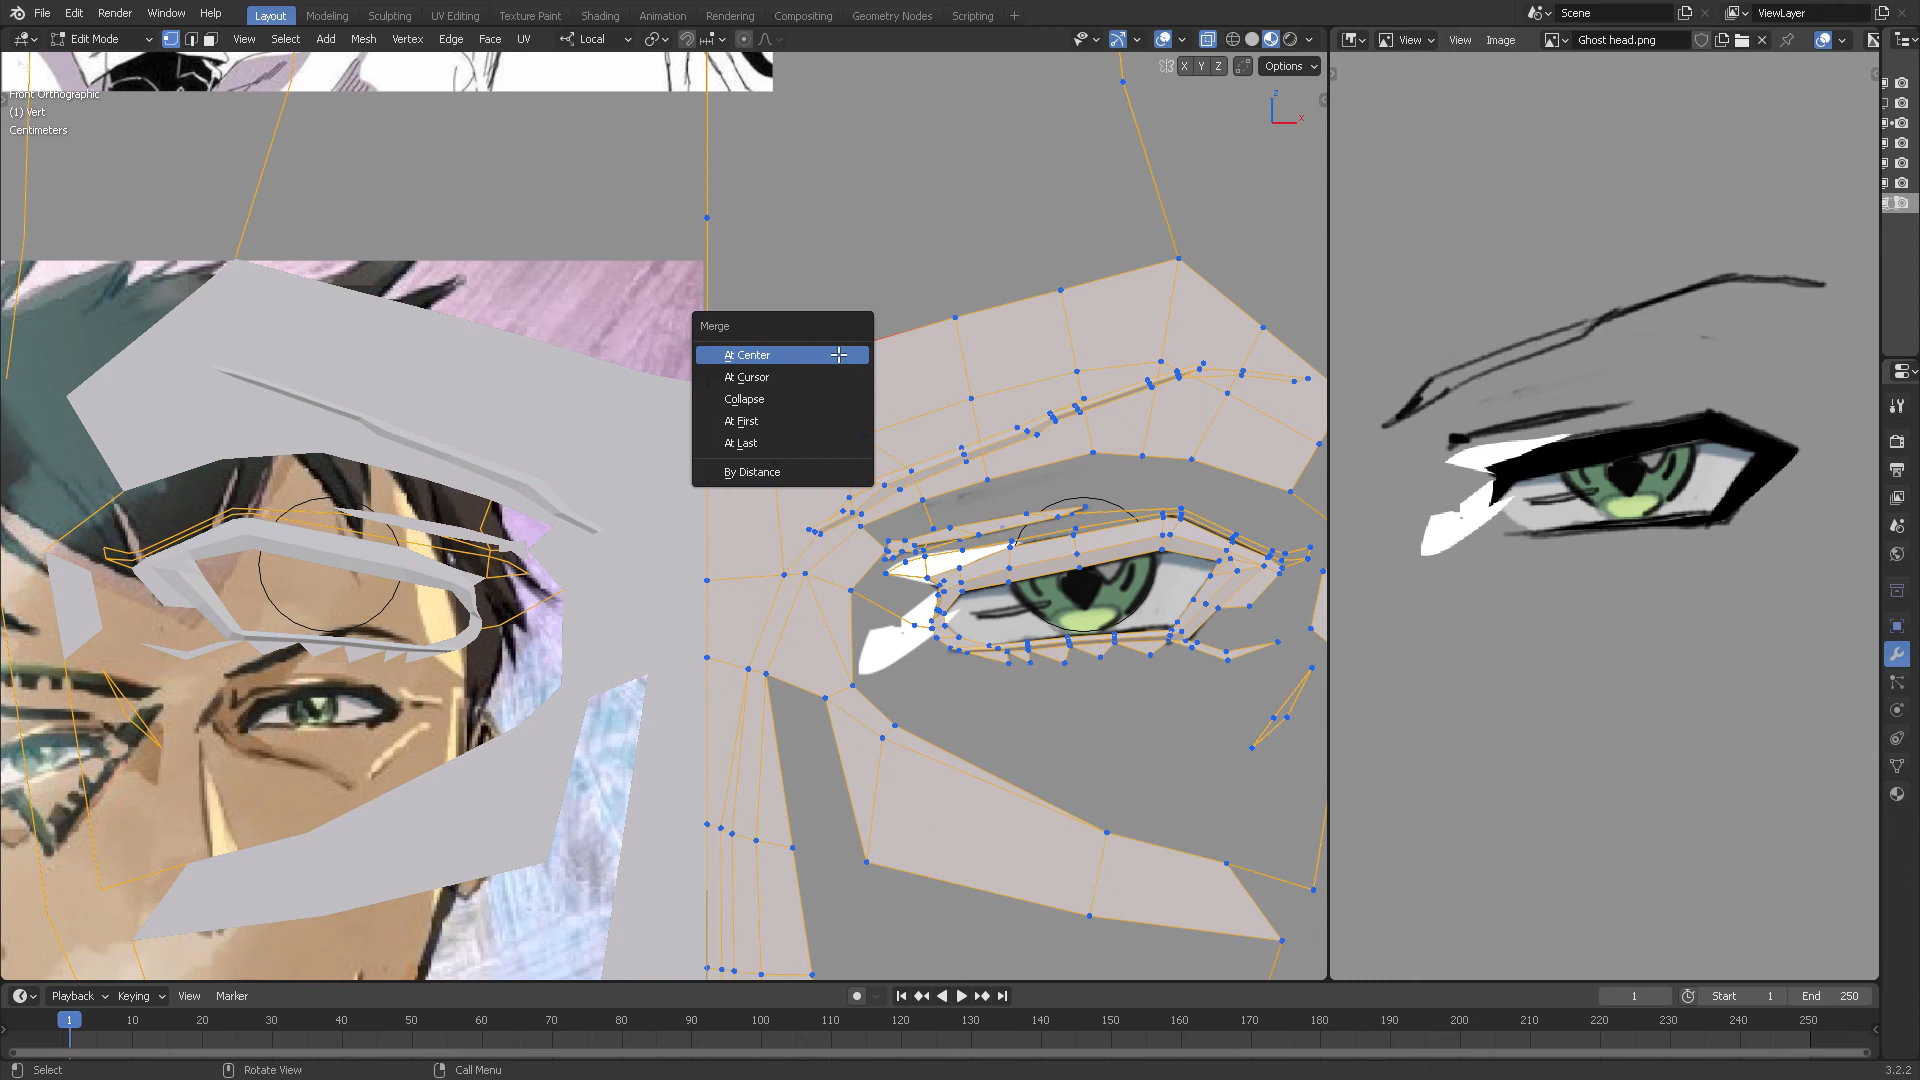 File Edit Render Window Help Layout Modeling Sculpting UV Editing Texture Paint Shading Animation Rendering Compositing Geometry Nodes Scripting + Scene ViewLayer
Edit Mode View Select Add Mesh Vertex Edge Face UV Local View View Image Ghost head.png
X Y Z Options
Front Orthographic
(1) Vert
Centimeters
Z
X
Merge
At Center
At Cursor
Collapse
At First
At Last
By Distance
Playback Keying View Marker 1 Start 1 End 250
1 10 20 30 40 50 60 70 80 90 100 110 120 130 140 150 160 170 180 190 200 210 220 230 240 250
Select Rotate View Call Menu 3.2.2